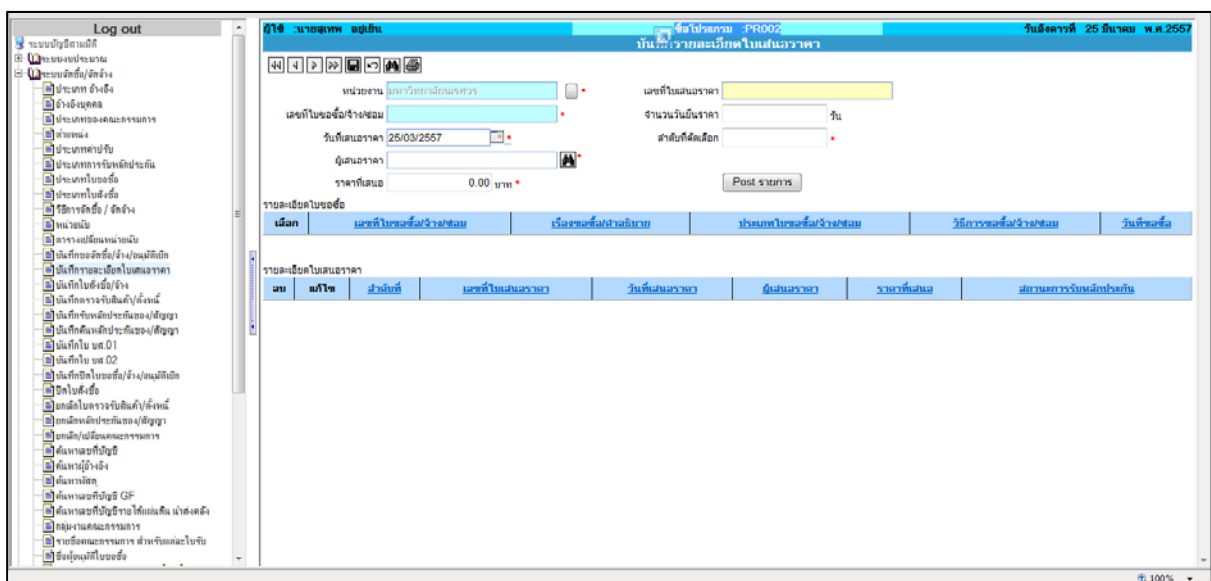 Log out
ระบบบัญชีสามมิติ
ระบบงบประมาณ
ระบบจัดซื้อ/จัดจ้าง
ประเภท อ้างอิง
อ้างอิงบุคคล
ประเภทของคณะกรรมการ
ตำแหน่ง
ประเภทค่าปรับ
ประเภทการรับหลักประกัน
ประเภทใบขอซื้อ
ประเภทใบสั่งซื้อ
วิธีการจัดซื้อ / จัดจ้าง
หน่วยนับ
ตารางเปลี่ยนหน่วยนับ
บันทึกขอจัดซื้อ/จ้าง/อนุมัติเบิก
บันทึกรายละเอียดใบเสนอราคา
บันทึกใบสั่งซื้อ/จ้าง
บันทึกตรวจรับสินค้า/ตั้งหนี้
บันทึกรับหลักประกันซอง/สัญญา
บันทึกคืนหลักประกันซอง/สัญญา
บันทึกใบ บศ.01
บันทึกใบ บศ.02
บันทึกปิดใบขอซื้อ/จ้าง/อนุมัติเบิก
ปิดใบสั่งซื้อ
ยกเลิกใบตรวจรับสินค้า/ตั้งหนี้
ยกเลิกหลักประกันซอง/สัญญา
ยกเลิก/เปลี่ยนคณะกรรมการ
ค้นหาเลขที่บัญชี
ค้นหาผู้อ้างอิง
ค้นหาพัสดุ
ค้นหาเลขที่บัญชี GF
ค้นหาเลขที่บัญชีรายได้แผ่นดิน นำส่งคลัง
กลุ่มงานคณะกรรมการ
รายชื่อคณะกรรมการ สำหรับแต่ละใบรับ
ชื่อผู้อนุมัติใบขอซื้อ
ผู้ใช้ :นายสุเทพ อยู่เย็น ชื่อโปรแกรม :PR002 วันอังคารที่ 25 มีนาคม พ.ศ.2557
บันทึกรายละเอียดใบเสนอราคา
หน่วยงาน มหาวิทยาลัยนเรศวร * เลขที่ใบเสนอราคา
เลขที่ใบขอซื้อ/จ้าง/ซ่อม * จำนวนวันยืนราคา วัน
วันที่เสนอราคา 25/03/2557 * ลำดับที่คัดเลือก *
ผู้เสนอราคา *
ราคาที่เสนอ 0.00 บาท * Post รายการ
รายละเอียดใบขอซื้อ
เลือก เลขที่ใบขอซื้อ/จ้าง/ซ่อม เรื่องขอซื้อ/คำอธิบาย ประเภทใบขอซื้อ/จ้าง/ซ่อม วิธีการขอซื้อ/จ้าง/ซ่อม วันที่ขอซื้อ
รายละเอียดใบเสนอราคา
ลบ แก้ไข ลำดับที่ เลขที่ใบเสนอราคา วันที่เสนอราคา ผู้เสนอราคา ราคาที่เสนอ สถานะการรับหลักประกัน
100%